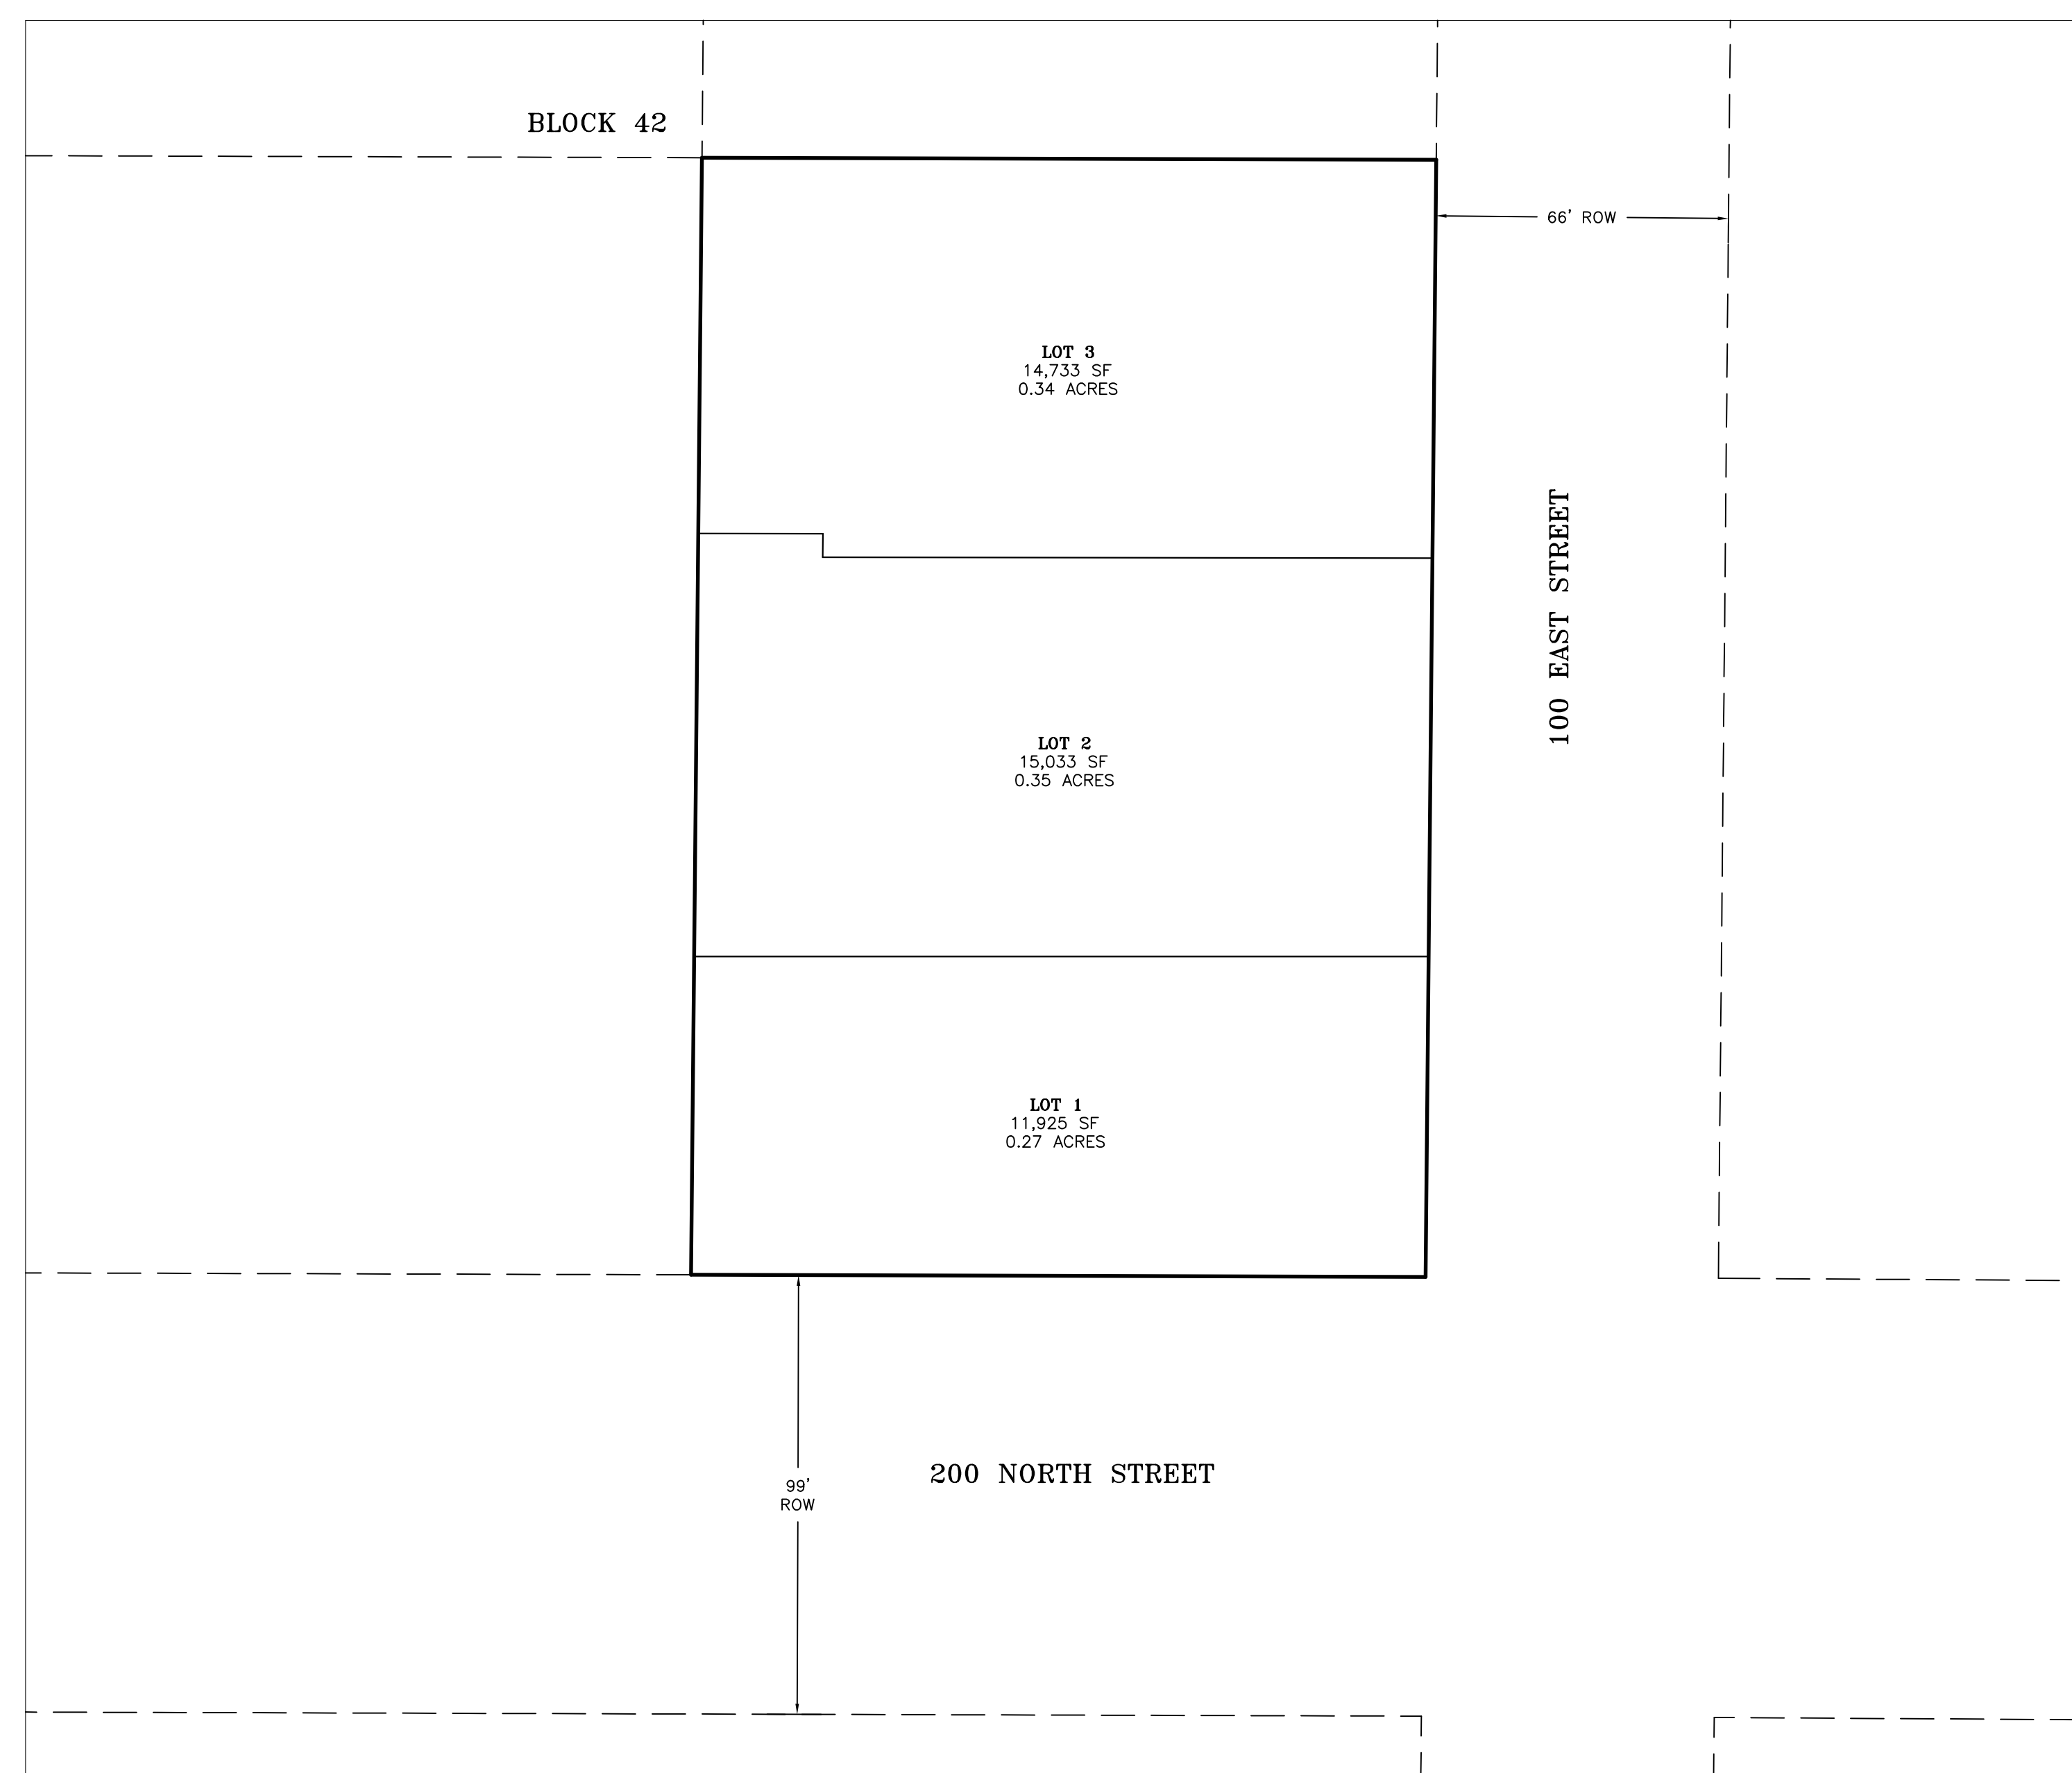 BLOCK 42
66' ROW
LOT 3
14,733 SF
0.34 ACRES
100 EAST STREET
LOT 2
15,033 SF
0.35 ACRES
LOT 1
11,925 SF
0.27 ACRES
200 NORTH STREET
99'
ROW